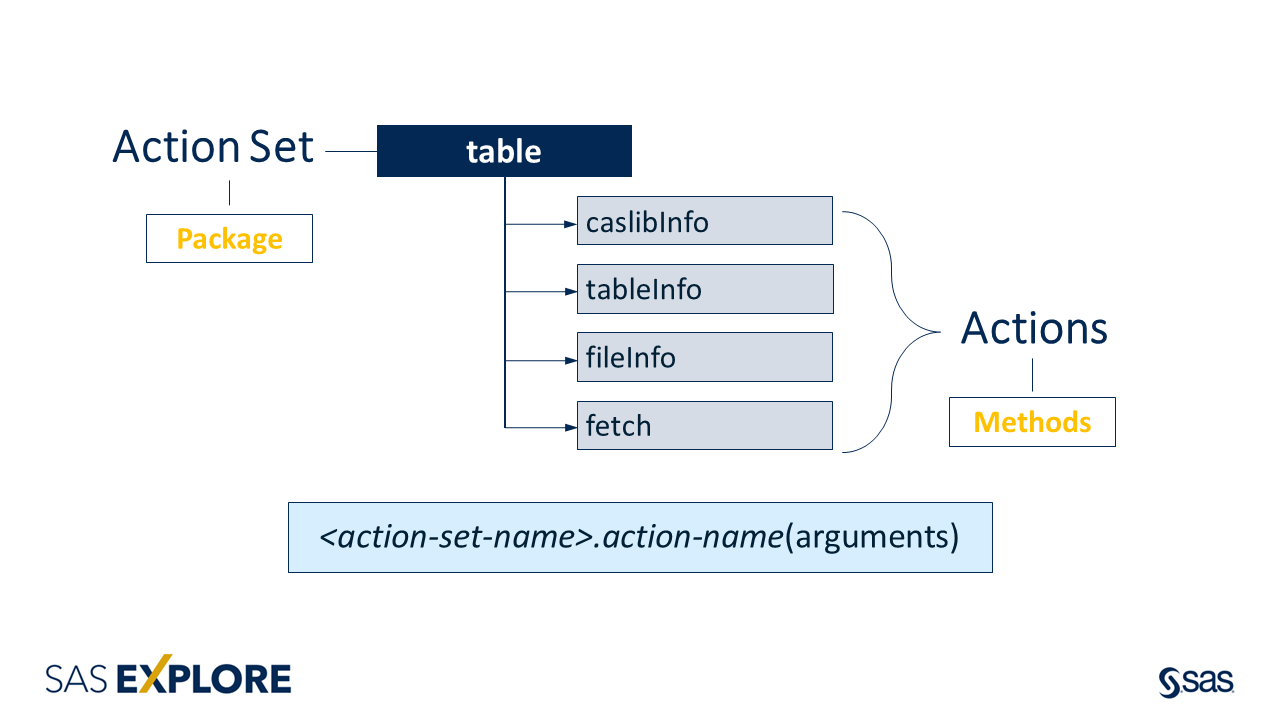 Action Set
table
Package
caslibInfo
tableInfo
fileInfo
fetch
Actions
Methods
<action-set-name>.action-name(arguments)
SAS EXPLORE
sas